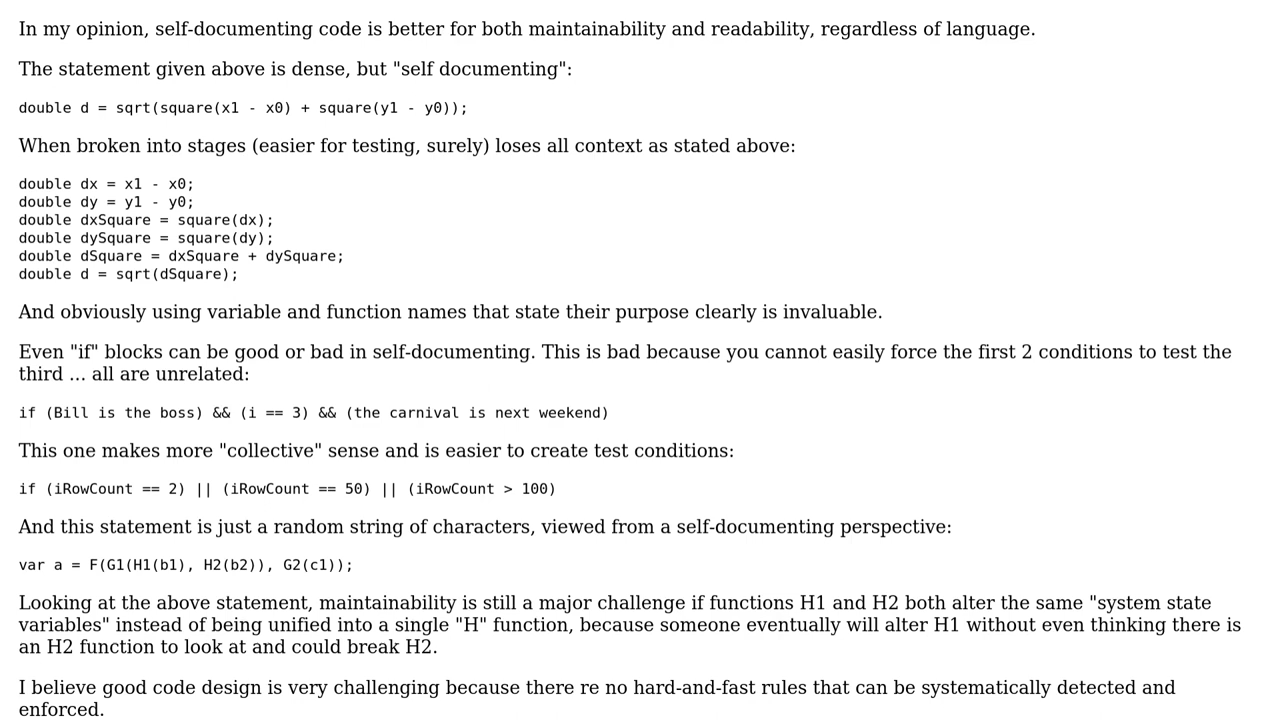 In my opinion, self-documenting code is better for both maintainability and readability, regardless of language.
The statement given above is dense, but "self documenting":
double d = sqrt(square(x1 - x0) + square(y1 - y0));
When broken into stages (easier for testing, surely) loses all context as stated above:
double dx = x1 - x0;
double dy = y1 - y0;
double dxSquare = square(dx);
double dySquare = square(dy);
double dSquare = dxSquare + dySquare;
double d = sqrt(dSquare);
And obviously using variable and function names that state their purpose clearly is invaluable.
Even "if" blocks can be good or bad in self-documenting. This is bad because you cannot easily force the first 2 conditions to test the
third ... all are unrelated:
if (Bill is the boss) && (i == 3) && (the carnival is next weekend)
This one makes more "collective" sense and is easier to create test conditions:
if (iRowCount == 2) || (iRowCount == 50) || (iRowCount > 100)
And this statement is just a random string of characters, viewed from a self-documenting perspective:
var a = F(G1(H1(b1), H2(b2)), G2(c1));
Looking at the above statement, maintainability is still a major challenge if functions H1 and H2 both alter the same "system state
variables" instead of being unified into a single "H" function, because someone eventually will alter H1 without even thinking there is
an H2 function to look at and could break H2.
I believe good code design is very challenging because there re no hard-and-fast rules that can be systematically detected and
enforced.